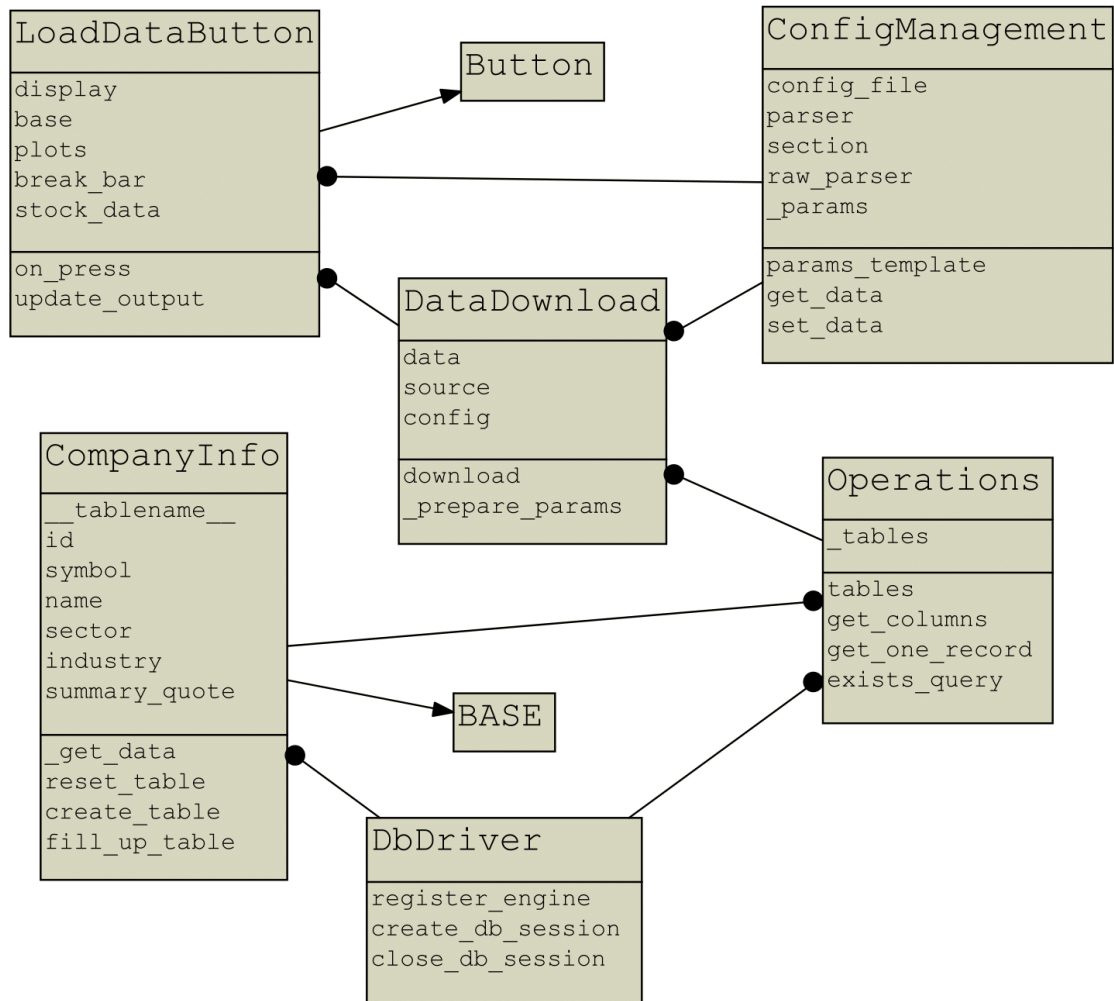 LoadDataButton
display
base
plots
break_bar
stock_data
on_press
update_output
Button
ConfigManagement
config_file
parser
section
raw_parser
_params
params_template
get_data
set_data
DataDownload
data
source
config
download
_prepare_params
CompanyInfo
__tablename__
id
symbol
name
sector
industry
summary_quote
_get_data
reset_table
create_table
fill_up_table
Operations
_tables
tables
get_columns
get_one_record
exists_query
BASE
DbDriver
register_engine
create_db_session
close_db_session